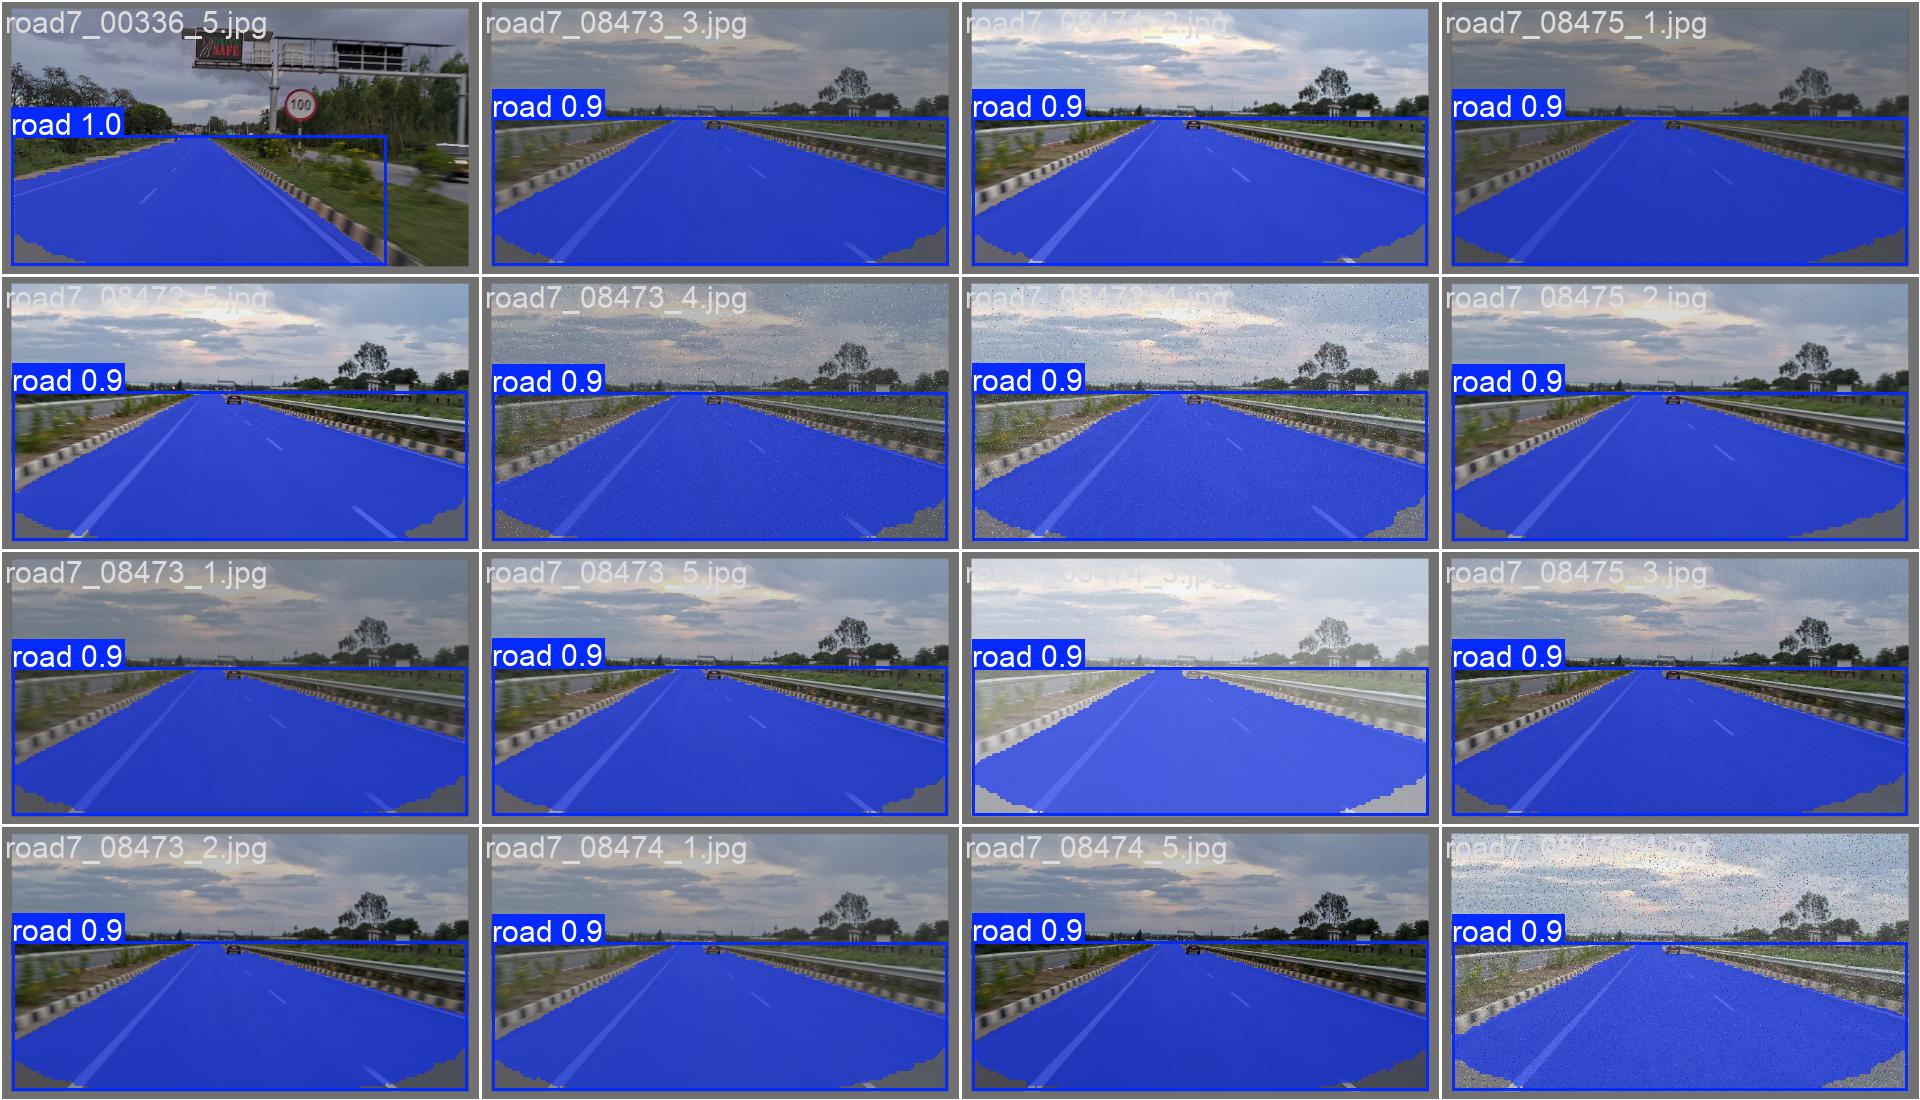 road7_00336_5.jpg
SAFE
100
road 1.0
road7_08473_3.jpg
road 0.9
road 0.9
road7_08475_1.jpg
road 0.9
road 0.9
road7_08473_4.jpg
road 0.9
road 0.9
road7_08475_2.jpg
road 0.9
road7_08473_1.jpg
road 0.9
road7_08473_5.jpg
road 0.9
road 0.9
road7_08475_3.jpg
road 0.9
road7_08473_2.jpg
road 0.9
road7_08474_1.jpg
road 0.9
road7_08474_5.jpg
road 0.9
road 0.9